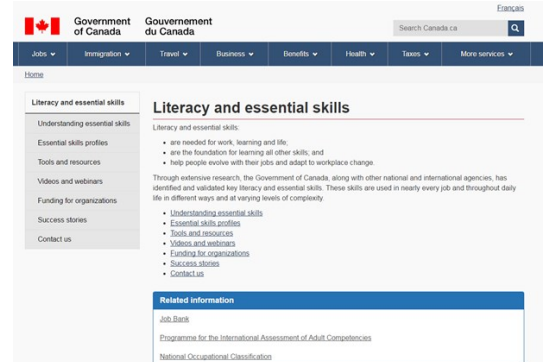 Français
Government of Canada
Gouvernement du Canada
Search Canada.ca
Jobs
Immigration
Travel
Business
Benefits
Health
Taxes
More services
Home
Literacy and essential skills
Understanding essential skills
Essential skills profiles
Tools and resources
Videos and webinars
Funding for organizations
Success stories
Contact us
Literacy and essential skills
Literacy and essential skills:
are needed for work, learning and life;
are the foundation for learning all other skills; and
help people evolve with their jobs and adapt to workplace change.
Through extensive research, the Government of Canada, along with other national and international agencies, has
identified and validated key literacy and essential skills. These skills are used in nearly every job and throughout daily
life in different ways and at varying levels of complexity.
Understanding essential skills
Essential skills profiles
Tools and resources
Videos and webinars
Funding for organizations
Success stories
Contact us
Related information
Job Bank
Programme for the International Assessment of Adult Competencies
National Occupational Classification